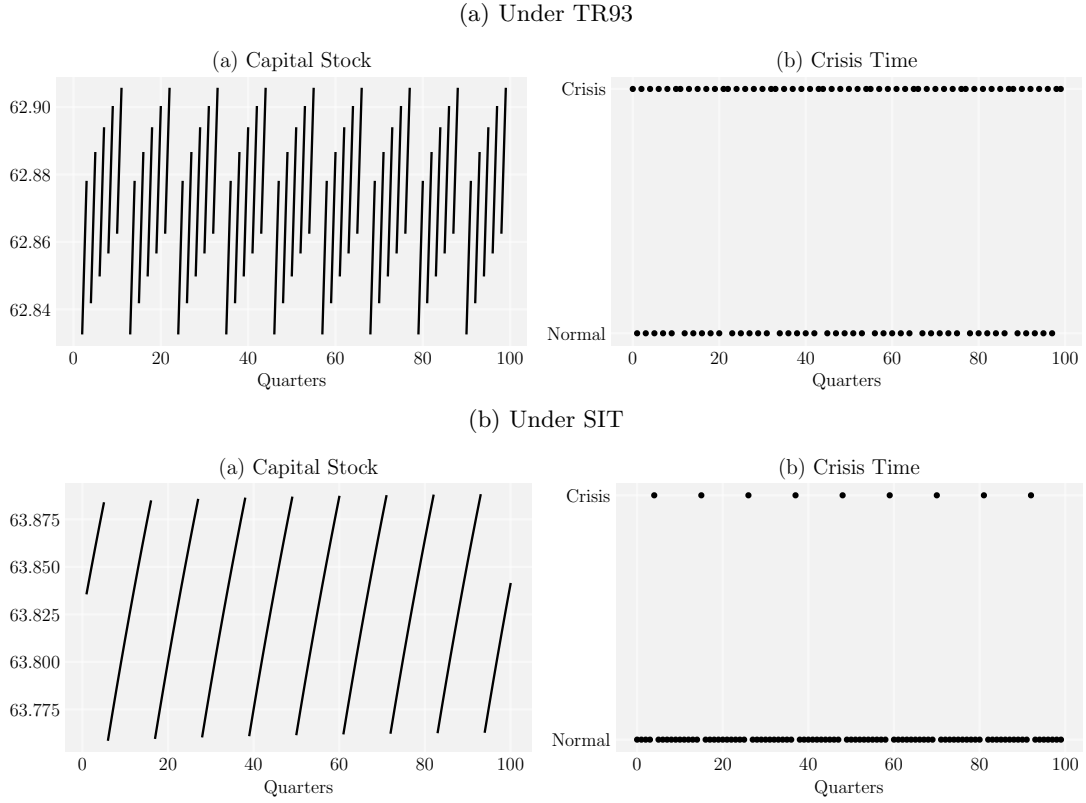 (a) Under TR93
(a) Capital Stock
62.90
62.88
62.86
62.84
0 20 40 60 80 100
Quarters
(b) Crisis Time
Crisis
Normal
0 20 40 60 80 100
Quarters
(b) Under SIT
(a) Capital Stock
63.875
63.850
63.825
63.800
63.775
0 20 40 60 80 100
Quarters
(b) Crisis Time
Crisis
Normal
0 20 40 60 80 100
Quarters